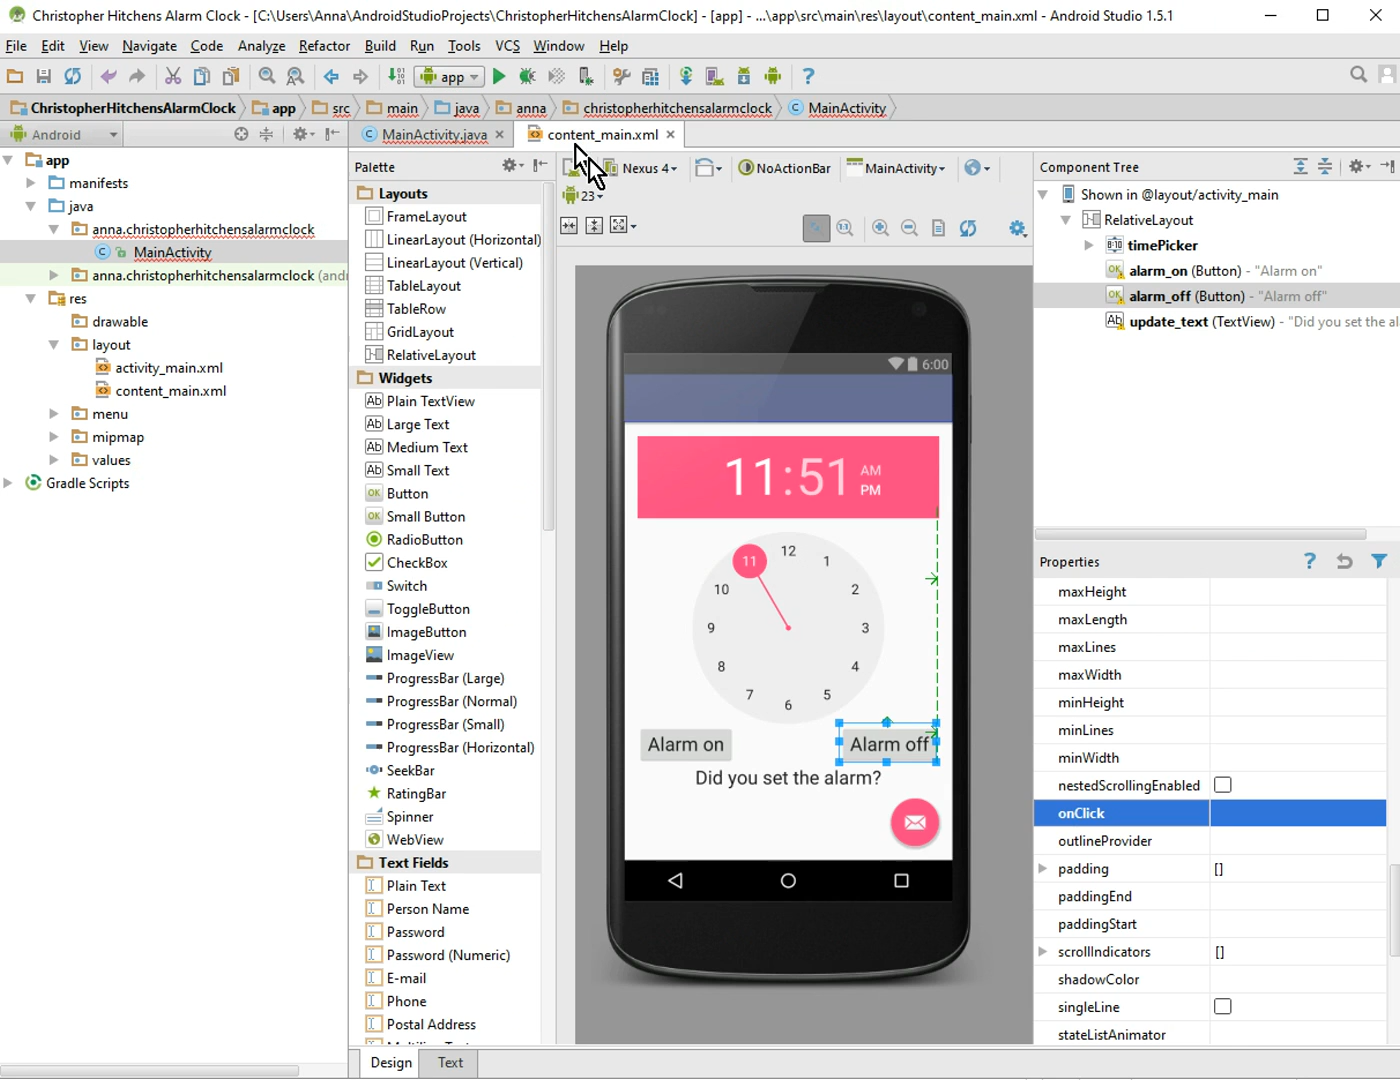 Christopher Hitchens Alarm Clock - [C:\Users\Anna\AndroidStudioProjects\ChristopherHitchensAlarmClock] - [app] - ...\app\src\main\res\layout\content_main.xml - Android Studio 1.5.1
File Edit View Navigate Code Analyze Refactor Build Run Tools VCS Window Help
app
ChristopherHitchensAlarmClock app src main java anna christopherhitchensalarmclock MainActivity
Android
MainActivity.java content_main.xml
app
manifests
java
anna.christopherhitchensalarmclock
MainActivity
anna.christopherhitchensalarmclock (andr
res
drawable
layout
activity_main.xml
content_main.xml
menu
mipmap
values
Gradle Scripts
Palette
Layouts
FrameLayout
LinearLayout (Horizontal)
LinearLayout (Vertical)
TableLayout
TableRow
GridLayout
RelativeLayout
Widgets
Plain TextView
Large Text
Medium Text
Small Text
Button
Small Button
RadioButton
CheckBox
Switch
ToggleButton
ImageButton
ImageView
ProgressBar (Large)
ProgressBar (Normal)
ProgressBar (Small)
ProgressBar (Horizontal)
SeekBar
RatingBar
Spinner
WebView
Text Fields
Plain Text
Person Name
Password
Password (Numeric)
E-mail
Phone
Postal Address
Design Text
Nexus 4 NoActionBar MainActivity
23
6:00
11:51 AM
PM
12
11 1
10 2
9 3
8 4
7 5
6
Alarm on Alarm off
Did you set the alarm?
Component Tree
Shown in @layout/activity_main
RelativeLayout
timePicker
alarm_on (Button) - "Alarm on"
alarm_off (Button) - "Alarm off"
update_text (TextView) - "Did you set the al
Properties
maxHeight
maxLength
maxLines
maxWidth
minHeight
minLines
minWidth
nestedScrollingEnabled
onClick
outlineProvider
padding []
paddingEnd
paddingStart
scrollIndicators []
shadowColor
singleLine
stateListAnimator